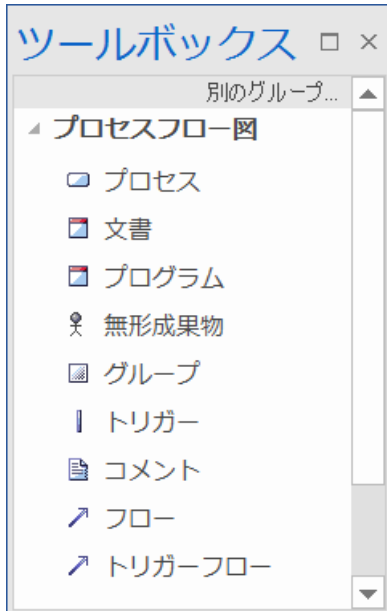 ツールボックス
別のグループ...
プロセスフロー図
プロセス
文書
プログラム
無形成果物
グループ
トリガー
コメント
フロー
トリガーフロー